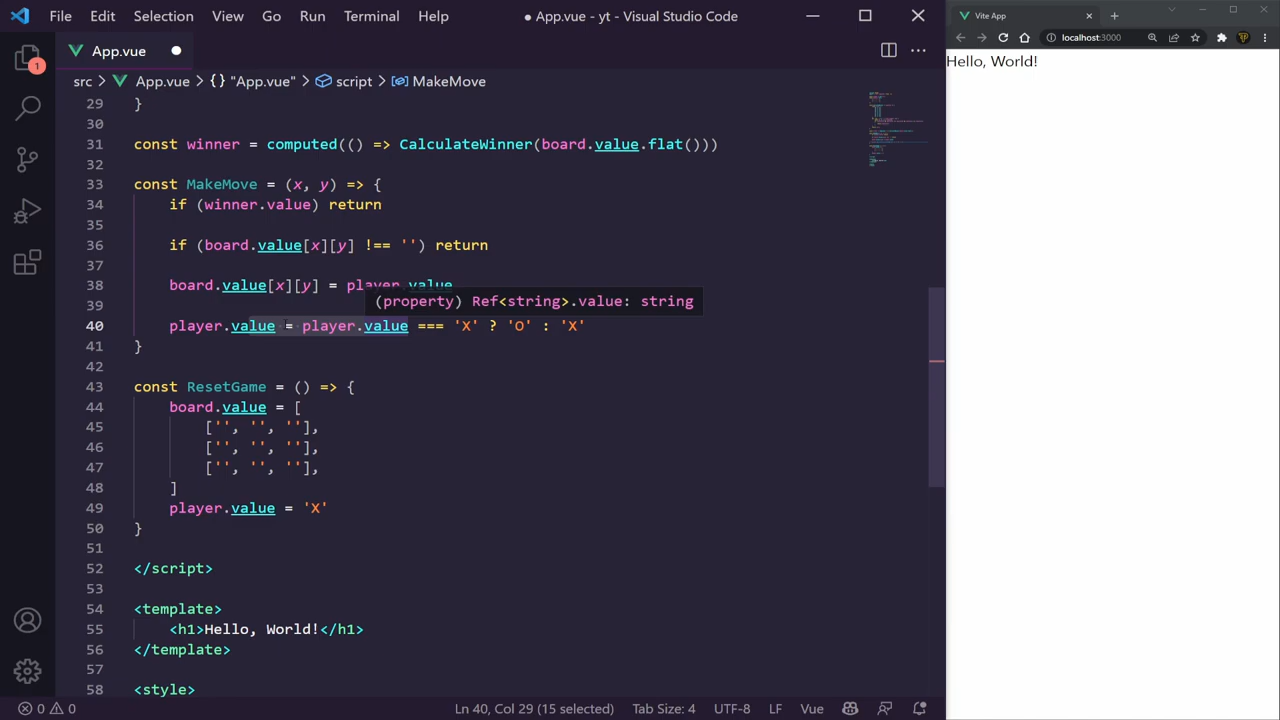 File Edit Selection View Go Run Terminal Help ● App.vue - yt - Visual Studio Code
App.vue
src > App.vue > {} "App.vue" > script > MakeMove
1
29 }
30
31 const winner = computed(() => CalculateWinner(board.value.flat()))
32
33 const MakeMove = (x, y) => {
34 if (winner.value) return
35
36 if (board.value[x][y] !== '') return
37
38 board.value[x][y] = player.value
39
(property) Ref<string>.value: string
40 player.value = player.value === 'X' ? 'O' : 'X'
41 }
42
43 const ResetGame = () => {
44 board.value = [
45 ['', '', ''],
46 ['', '', ''],
47 ['', '', ''],
48 ]
49 player.value = 'X'
50 }
51
52 </script>
53
54 <template>
55 <h1>Hello, World!</h1>
56 </template>
57
58 <style>
0 0 Ln 40, Col 29 (15 selected) Tab Size: 4 UTF-8 LF Vue
Vite App
localhost:3000
Hello, World!